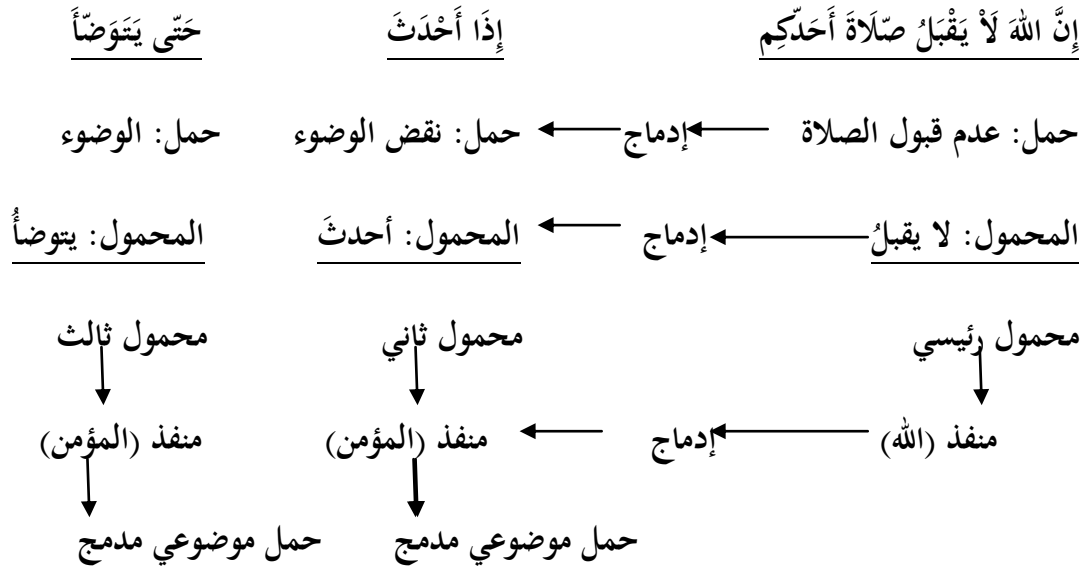 إِنَّ اللهَ لَاْ يَقْبَلُ صّلَاةَ أَحَدّكِم إِذَا أَحْدَثَ حَتّى يَتَوَضّأَ
حمل: عدم قبول الصلاة إدماج حمل: نقض الوضوء حمل: الوضوء
المحمول: لا يقبلُ إدماج المحمول: أحدثَ المحمول: يتوضأُ
محمول رئيسي محمول ثاني محمول ثالث
منفذ (الله) إدماج منفذ (المؤمن) منفذ (المؤمن)
حمل موضوعي مدمج حمل موضوعي مدمج